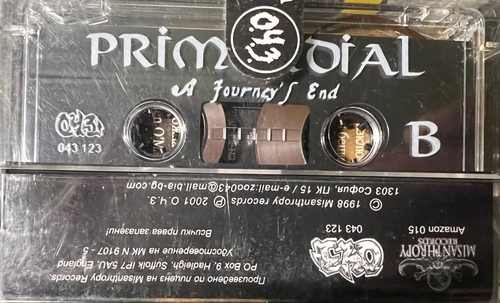 О.Ч.З.
PRIMORDIAL
A Journey's End
О.Ч.З.
043 123
B
MISANTHROPY
RECORDS
Amazon 015
О.Ч.З.
043 123
Произведено по лиценз на Misanthropy Records.
PO Box 9, Hadleigh, Suffolk IP7 5AU, England
Удостоверение на МК N 9107 - 5
Всички права запазени!
© 1998 Misanthropy records ℗ 2001 О.Ч.З.
1303 София, ПК 15 /e-mail: zoo043@mail.bia-bg.com